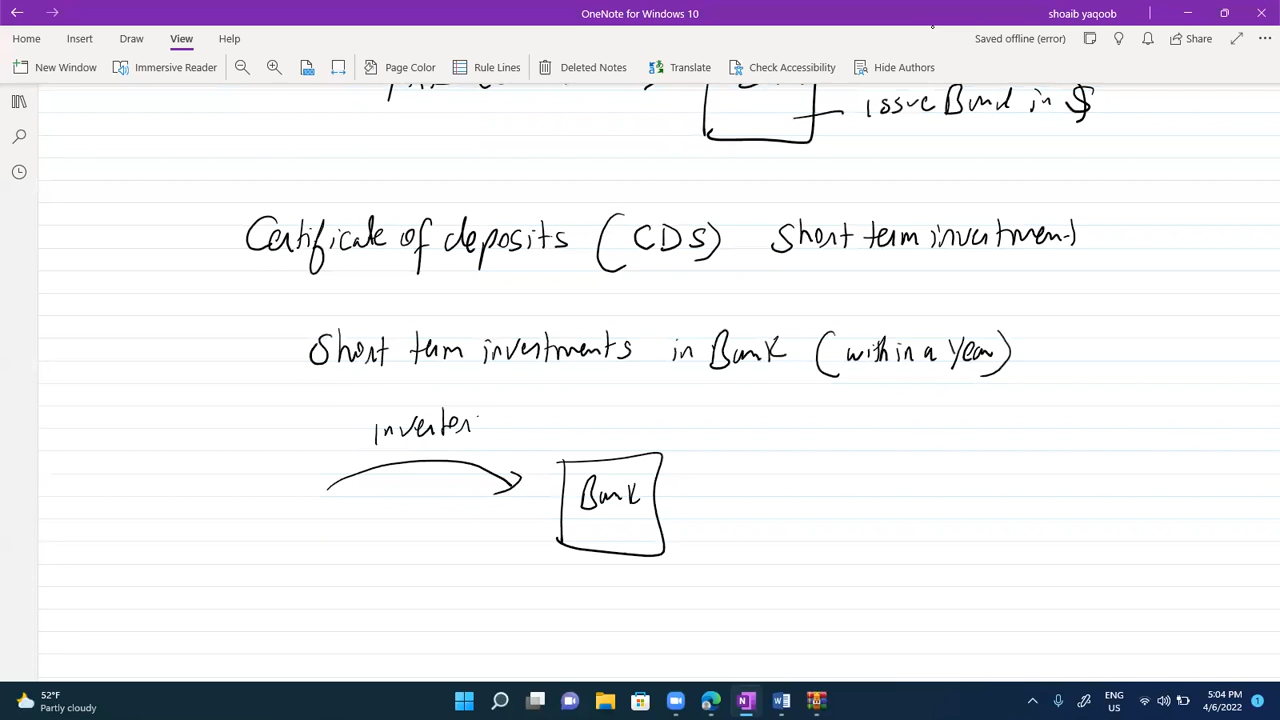 OneNote for Windows 10
shoaib yaqoob
Home Insert Draw View Help
Saved offline (error)
Share
New Window Immersive Reader Page Color Rule Lines Deleted Notes Translate Check Accessibility Hide Authors
issue Bond in $
Certificate of deposits (CDS) Short term investment
Short term investments in Bank (within a year)
invester
Bank
52°F
Partly cloudy
ENG
US
5:04 PM
4/6/2022